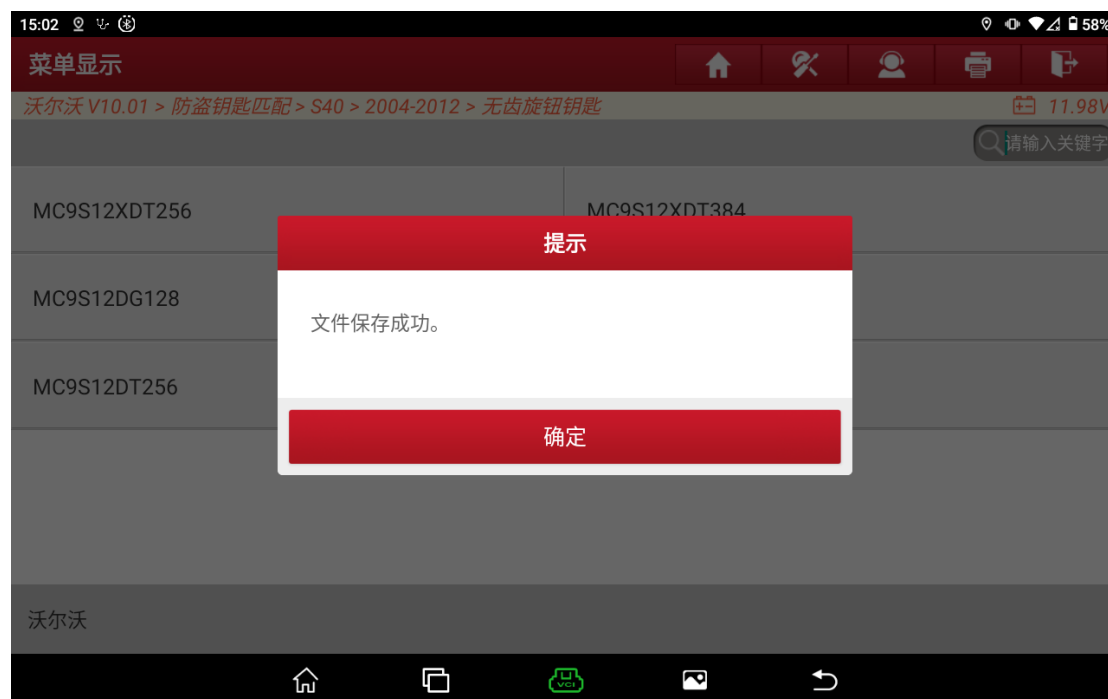 15:02
58%
菜单显示
沃尔沃 V10.01 > 防盗钥匙匹配 > S40 > 2004-2012 > 无齿旋钮钥匙
11.98V
请输入关键字
MC9S12XDT256
MC9S12XDT384
提示
MC9S12DG128
文件保存成功。
MC9S12DT256
确定
沃尔沃
VCI